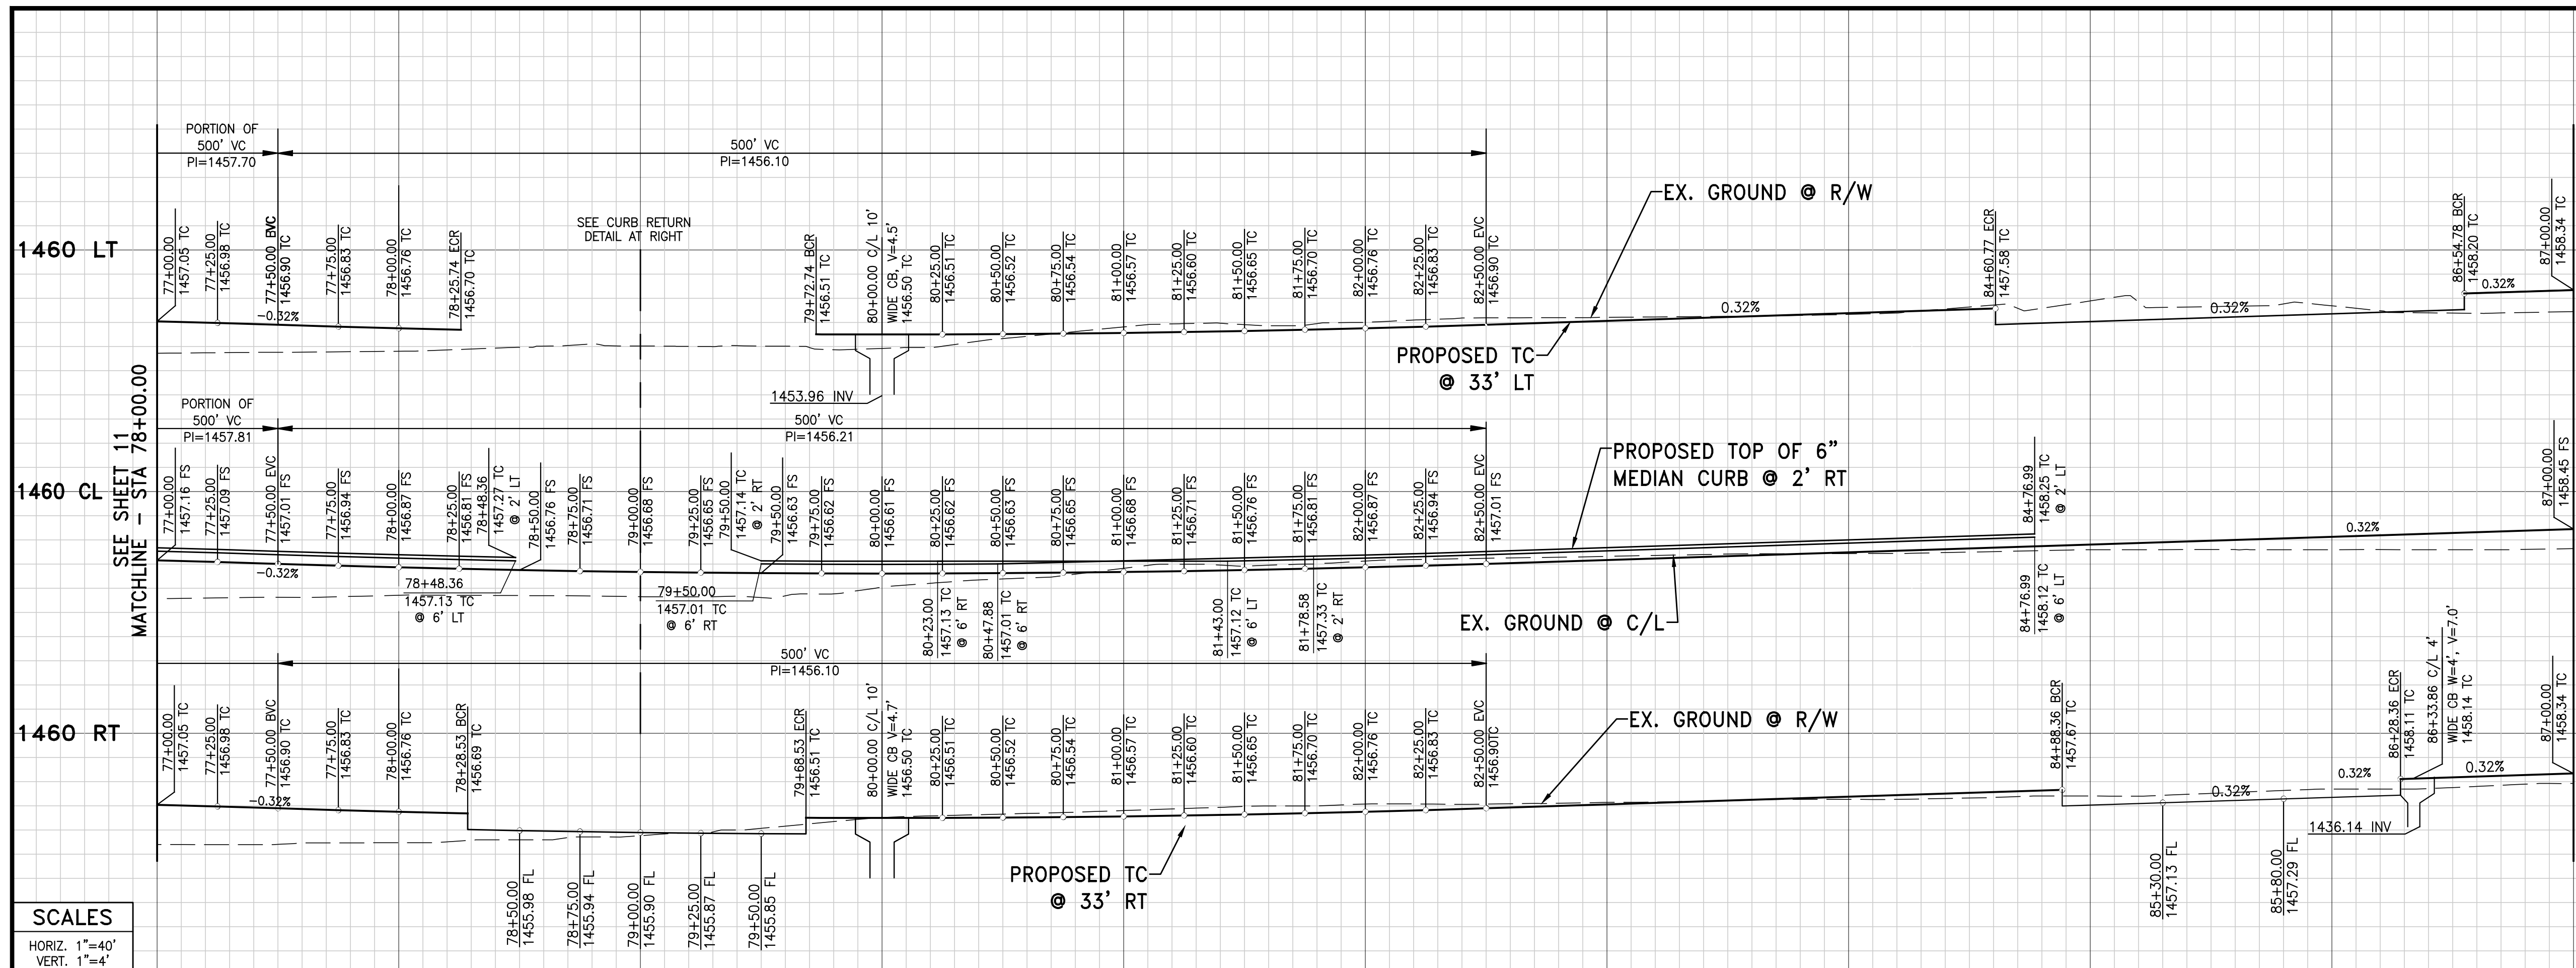 PORTION OF
500' VC
PI=1457.70
500' VC
PI=1456.10
1460 LT
77+00.00
1457.05 TC
77+25.00
1456.98 TC
77+50.00 BVC
1456.90 TC
77+75.00
1456.83 TC
78+00.00
1456.76 TC
78+25.74 ECR
1456.70 TC
SEE CURB RETURN
DETAIL AT RIGHT
79+72.74 BCR
1456.51 TC
80+00.00 C/L 10'
WIDE CB, V=4.5'
1456.50 TC
80+25.00
1456.51 TC
80+50.00
1456.52 TC
80+75.00
1456.54 TC
81+00.00
1456.57 TC
81+25.00
1456.60 TC
81+50.00
1456.65 TC
81+75.00
1456.70 TC
82+00.00
1456.76 TC
82+25.00
1456.83 TC
82+50.00 EVC
1456.90 TC
EX. GROUND @ R/W
84+60.77 ECR
1457.58 TC
86+54.78 BCR
1458.20 TC
87+00.00
1458.34 TC
-0.32%
0.32%
0.32%
0.32%
PROPOSED TC
@ 33' LT
1453.96 INV
SEE SHEET 11
MATCHLINE - STA 78+00.00
PORTION OF
500' VC
PI=1457.81
500' VC
PI=1456.21
1460 CL
77+00.00
1457.16 FS
77+25.00
1457.09 FS
77+50.00 EVC
1457.01 FS
77+75.00
1456.94 FS
78+00.00
1456.87 FS
78+25.00
1456.81 FS
78+48.36
1457.27 TC
@ 2' LT
78+50.00
1456.76 FS
78+75.00
1456.71 FS
79+00.00
1456.68 FS
79+25.00
1456.65 FS
79+50.00
1457.14 TC
@ 2' RT
79+50.00
1456.63 FS
79+75.00
1456.62 FS
80+00.00
1456.61 FS
80+25.00
1456.62 FS
80+50.00
1456.63 FS
80+75.00
1456.65 FS
81+00.00
1456.68 FS
81+25.00
1456.71 FS
81+50.00
1456.76 FS
81+75.00
1456.81 FS
82+00.00
1456.87 FS
82+25.00
1456.94 FS
82+50.00 EVC
1457.01 FS
PROPOSED TOP OF 6"
MEDIAN CURB @ 2' RT
84+76.99
1458.25 TC
@ 2' LT
87+00.00
1458.45 FS
-0.32%
0.32%
78+48.36
1457.13 TC
@ 6' LT
79+50.00
1457.01 TC
@ 6' RT
80+23.00
1457.13 TC
@ 6' RT
80+47.88
1457.01 TC
@ 6' RT
81+43.00
1457.12 TC
@ 6' LT
81+78.58
1457.33 TC
@ 2' RT
EX. GROUND @ C/L
84+76.99
1458.12 TC
@ 6' LT
500' VC
PI=1456.10
1460 RT
77+00.00
1457.05 TC
77+25.00
1456.98 TC
77+50.00 BVC
1456.90 TC
77+75.00
1456.83 TC
78+00.00
1456.76 TC
78+28.53 BCR
1456.69 TC
79+68.53 ECR
1456.51 TC
80+00.00 C/L 10'
WIDE CB V=4.7'
1456.50 TC
80+25.00
1456.51 TC
80+50.00
1456.52 TC
80+75.00
1456.54 TC
81+00.00
1456.57 TC
81+25.00
1456.60 TC
81+50.00
1456.65 TC
81+75.00
1456.70 TC
82+00.00
1456.76 TC
82+25.00
1456.83 TC
82+50.00 EVC
1456.90TC
EX. GROUND @ R/W
84+88.36 BCR
1457.67 TC
86+28.36 ECR
1458.11 TC
86+33.86 C/L 4'
WIDE CB W=4', V=7.0'
1458.14 TC
87+00.00
1458.34 TC
-0.32%
0.32%
0.32%
0.32%
1436.14 INV
PROPOSED TC
@ 33' RT
78+50.00
1455.98 FL
78+75.00
1455.94 FL
79+00.00
1455.90 FL
79+25.00
1455.87 FL
79+50.00
1455.85 FL
85+30.00
1457.13 FL
85+80.00
1457.29 FL
SCALES
HORIZ. 1"=40'
VERT. 1"=4'